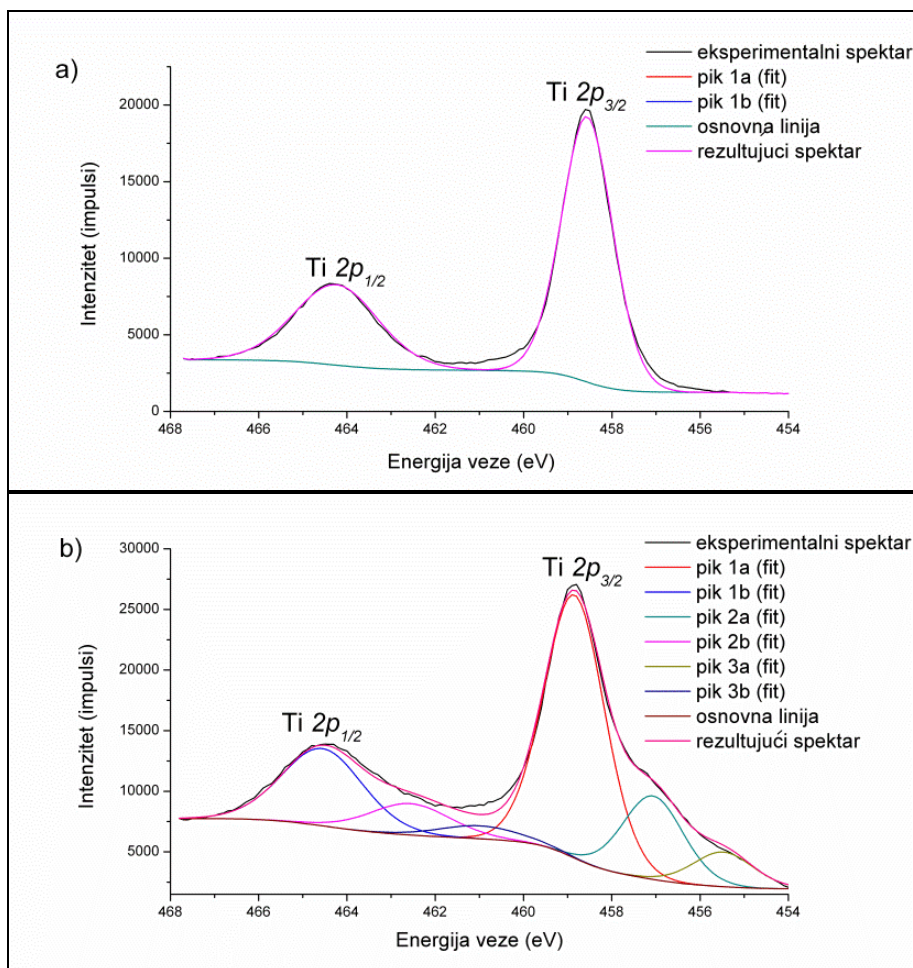 a)
eksperimentalni spektar
pik 1a (fit)
pik 1b (fit)
osnovna linija
rezultujuci spektar
Ti 2p3/2
Ti 2p1/2
Intenzitet (impulsi)
20000
15000
10000
5000
0
468 466 464 462 460 458 456 454
Energija veze (eV)
b)
eksperimentalni spektar
pik 1a (fit)
pik 1b (fit)
pik 2a (fit)
pik 2b (fit)
pik 3a (fit)
pik 3b (fit)
osnovna linija
rezultujući spektar
Ti 2p3/2
Ti 2p1/2
Intenzitet (impulsi)
30000
25000
20000
15000
10000
5000
468 466 464 462 460 458 456 454
Energija veze (eV)